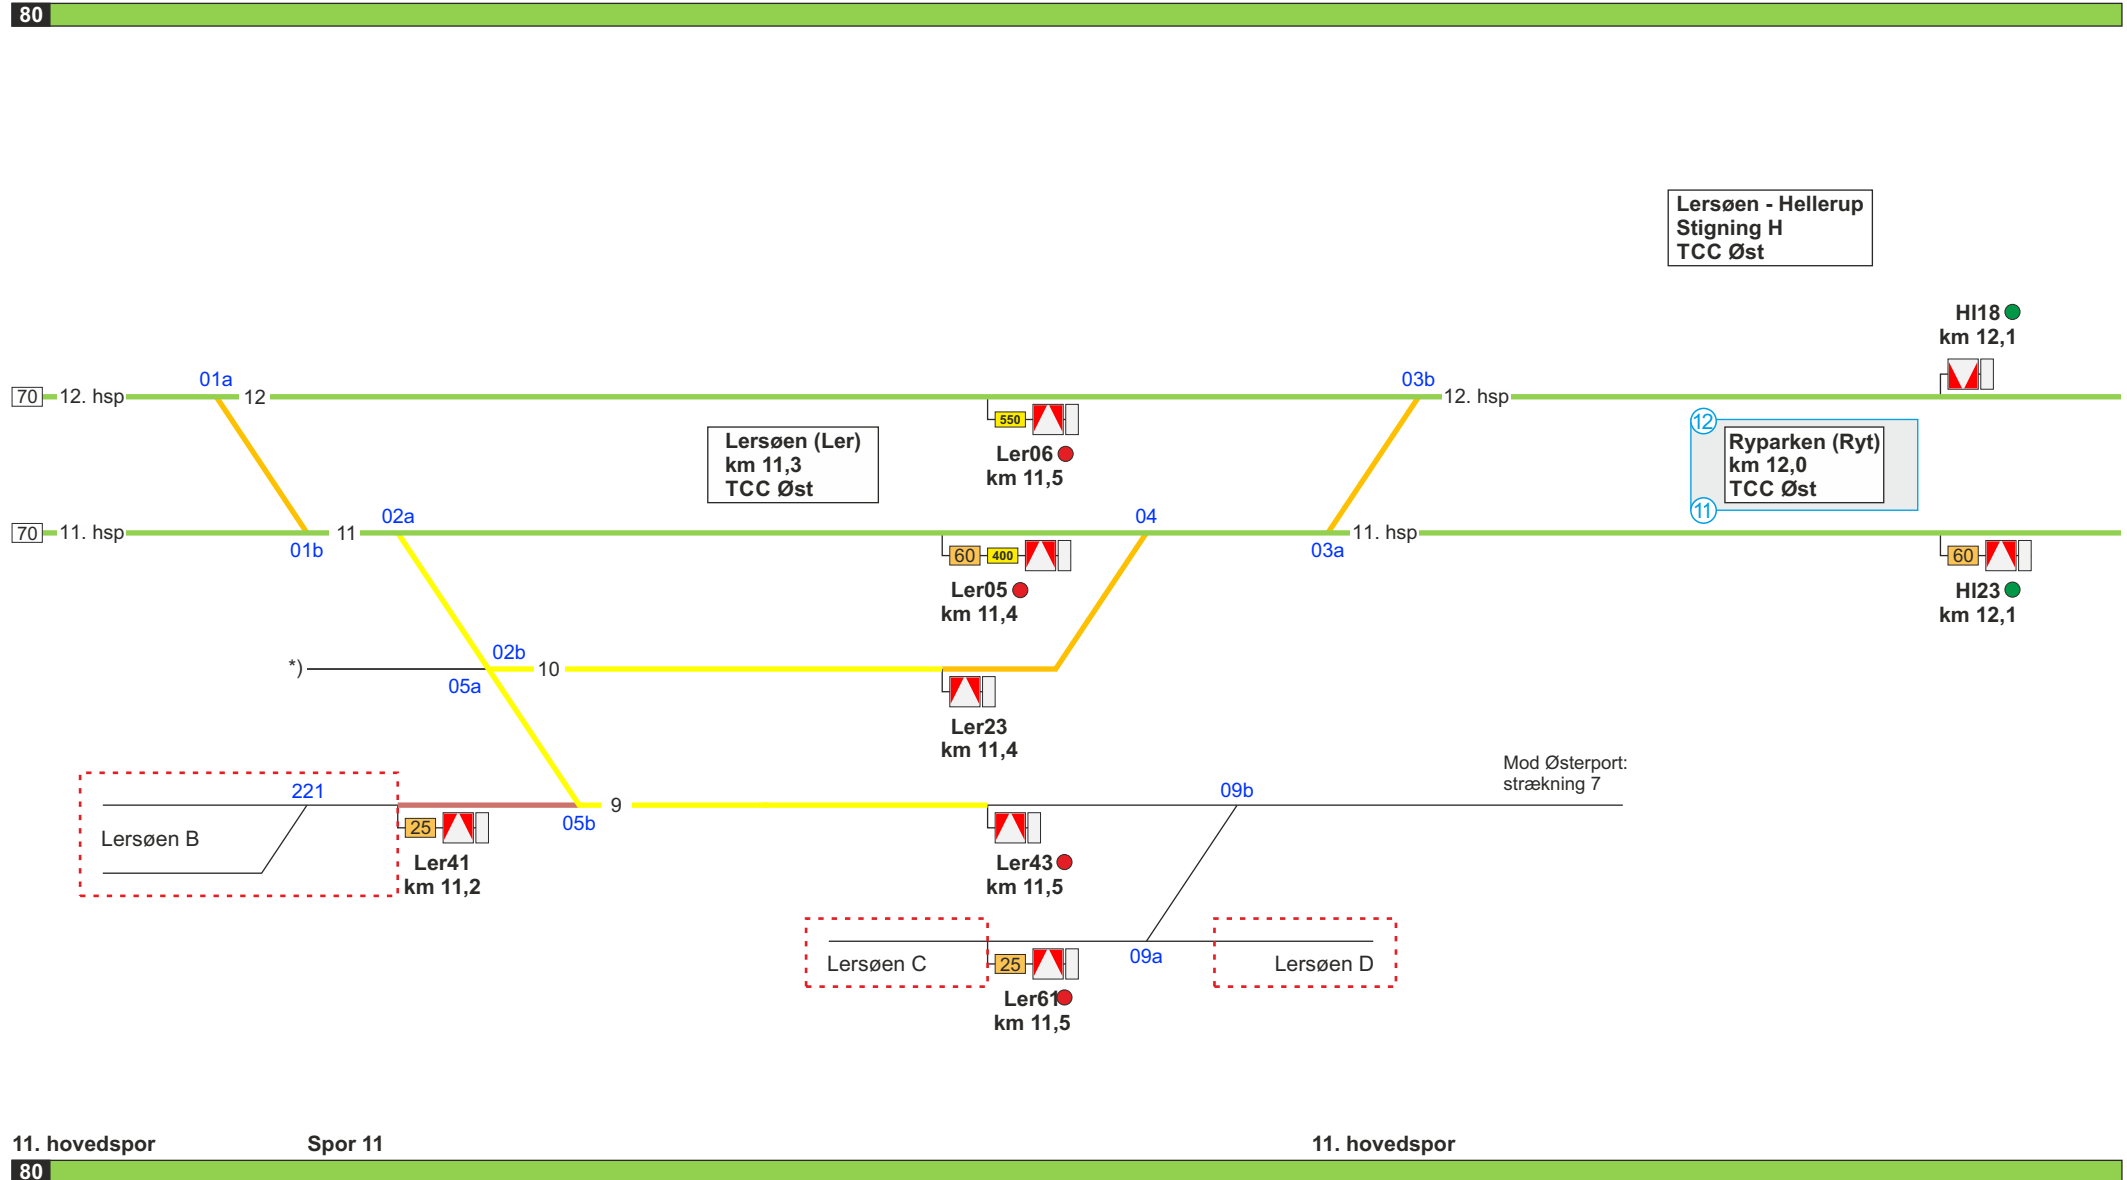 80
Lersøen - Hellerup
Stigning H
TCC Øst
Hl18
km 12,1
01a
03b
70
12. hsp
12
12. hsp
550
12
Lersøen (Ler)
km 11,3
TCC Øst
Ler06
km 11,5
Ryparken (Ryt)
km 12,0
TCC Øst
11
02a
04
70
11. hsp
01b
11
03a
11. hsp
60
400
60
Ler05
km 11,4
Hl23
km 12,1
*)
02b
10
05a
Ler23
km 11,4
Mod Østerport:
strækning 7
221
09b
9
05b
Lersøen B
25
Ler41
km 11,2
Ler43
km 11,5
Lersøen C
25
09a
Lersøen D
Ler61
km 11,5
11. hovedspor
Spor 11
11. hovedspor
80